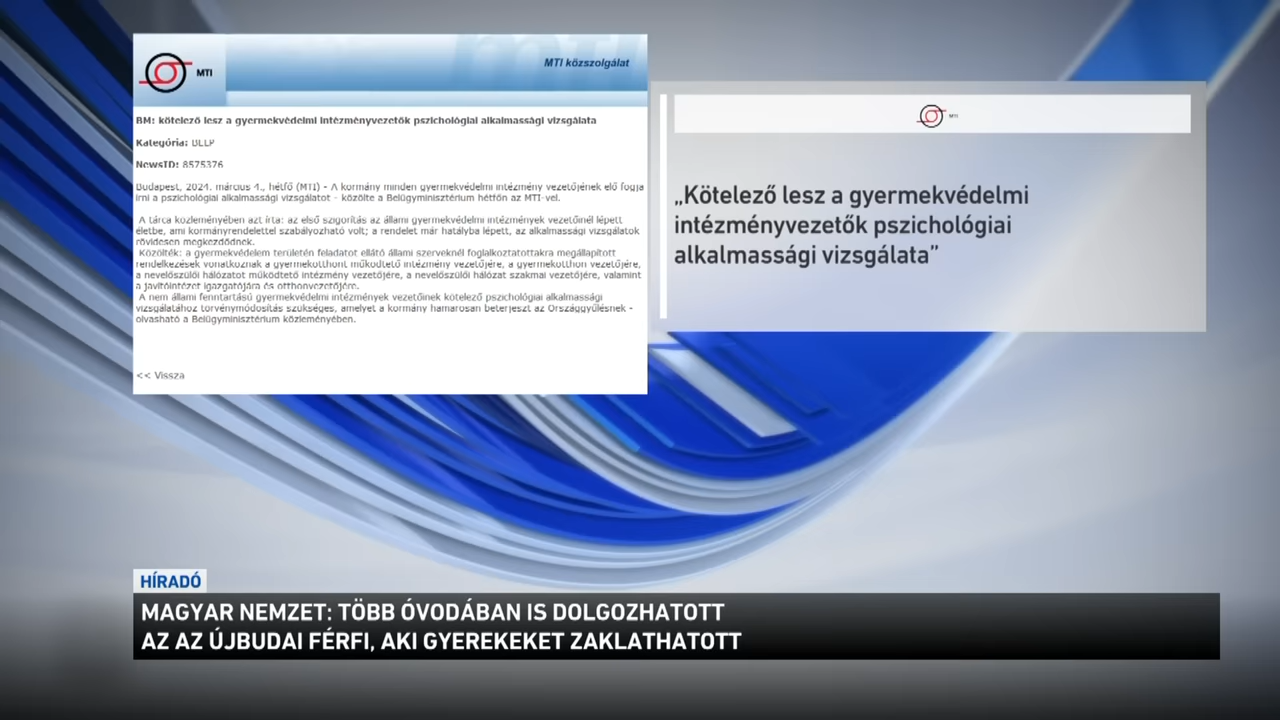 MTI
MTI közszolgálat
BM: kötelező lesz a gyermekvédelmi intézményvezetők pszichológiai alkalmassági vizsgálata
Kategória: BELP
NewsID: 8575376
Budapest, 2024. március 4., hétfő (MTI) - A kormány minden gyermekvédelmi intézmény vezetőjének elő fogja
írni a pszichológiai alkalmassági vizsgálatot - közölte a Belügyminisztérium hétfőn az MTI-vel.
A tárca közleményében azt írta: az első szigorítás az állami gyermekvédelmi intézmények vezetőinél lépett
életbe, ami kormányrendelettel szabályozható volt; a rendelet már hatályba lépett, az alkalmassági vizsgálatok
rövidesen megkezdődnek.
Közölték: a gyermekvédelem területén feladatot ellátó állami szerveknél foglalkoztatottakra megállapított
rendelkezések vonatkoznak a gyermekotthont működtető intézmény vezetőjére, a gyermekotthon vezetőjére,
a nevelőszülői hálózatot működtető intézmény vezetőjére, a nevelőszülői hálózat szakmai vezetőjére, valamint
a javítóintézet igazgatójára és otthonvezetőjére.
A nem állami fenntartású gyermekvédelmi intézmények vezetőinek kötelező pszichológiai alkalmassági
vizsgálatához törvénymódosítás szükséges, amelyet a kormány hamarosan beterjeszt az Országgyűlésnek -
olvasható a Belügyminisztérium közleményében.
<< Vissza
MTI
„Kötelező lesz a gyermekvédelmi
intézményvezetők pszichológiai
alkalmassági vizsgálata”
HÍRADÓ
MAGYAR NEMZET: TÖBB ÓVODÁBAN IS DOLGOZHATOTT
AZ AZ ÚJBUDAI FÉRFI, AKI GYEREKEKET ZAKLATHATOTT